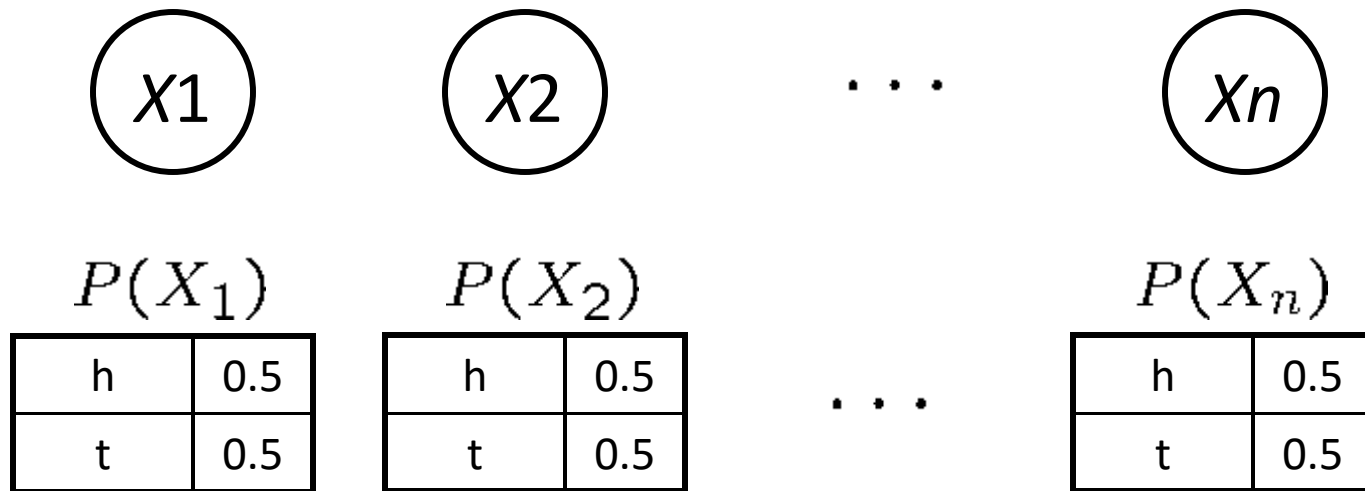 X1 X2 . . . Xn
P(X₁) P(X₂) P(Xₙ)
h 0.5 h 0.5 . . . h 0.5
t 0.5 t 0.5 t 0.5